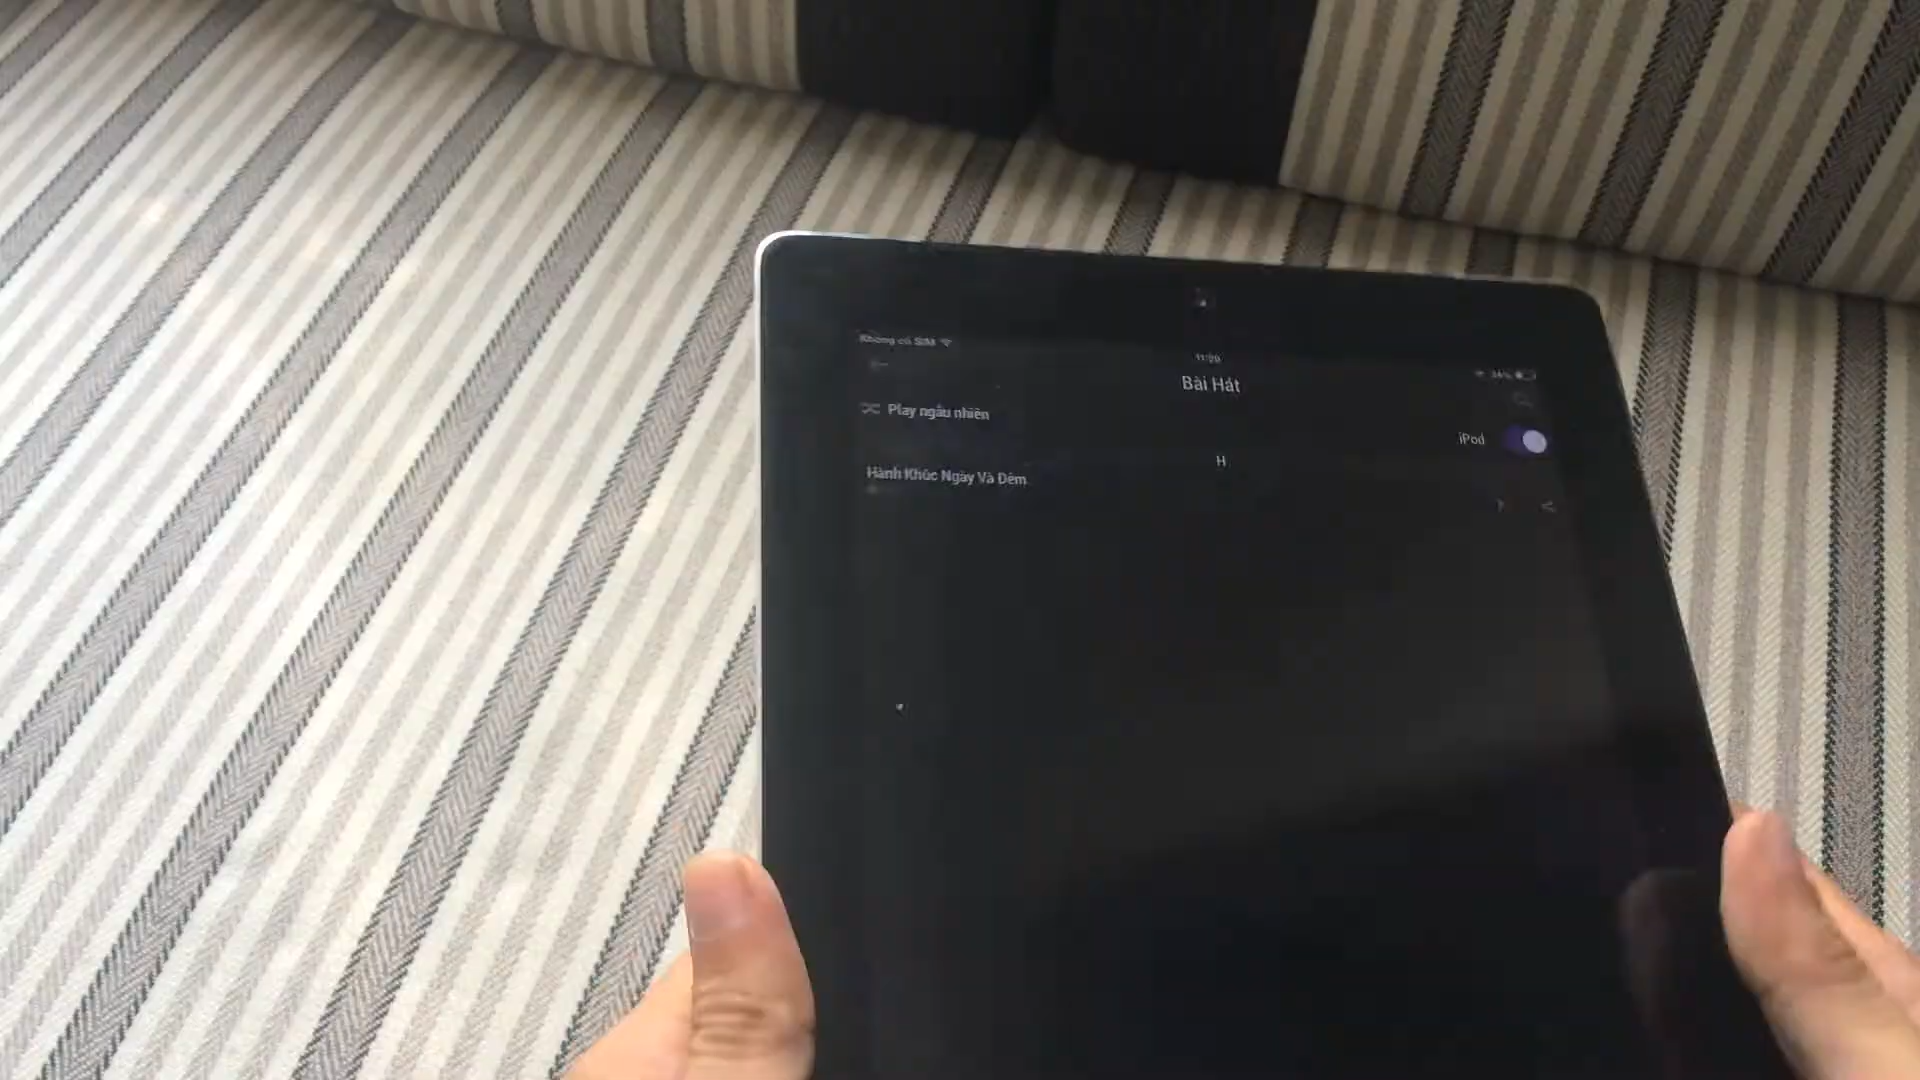 Không có SIM
Bài Hát
Play ngẫu nhiên
iPod
H
Hành Khúc Ngày Và Đêm